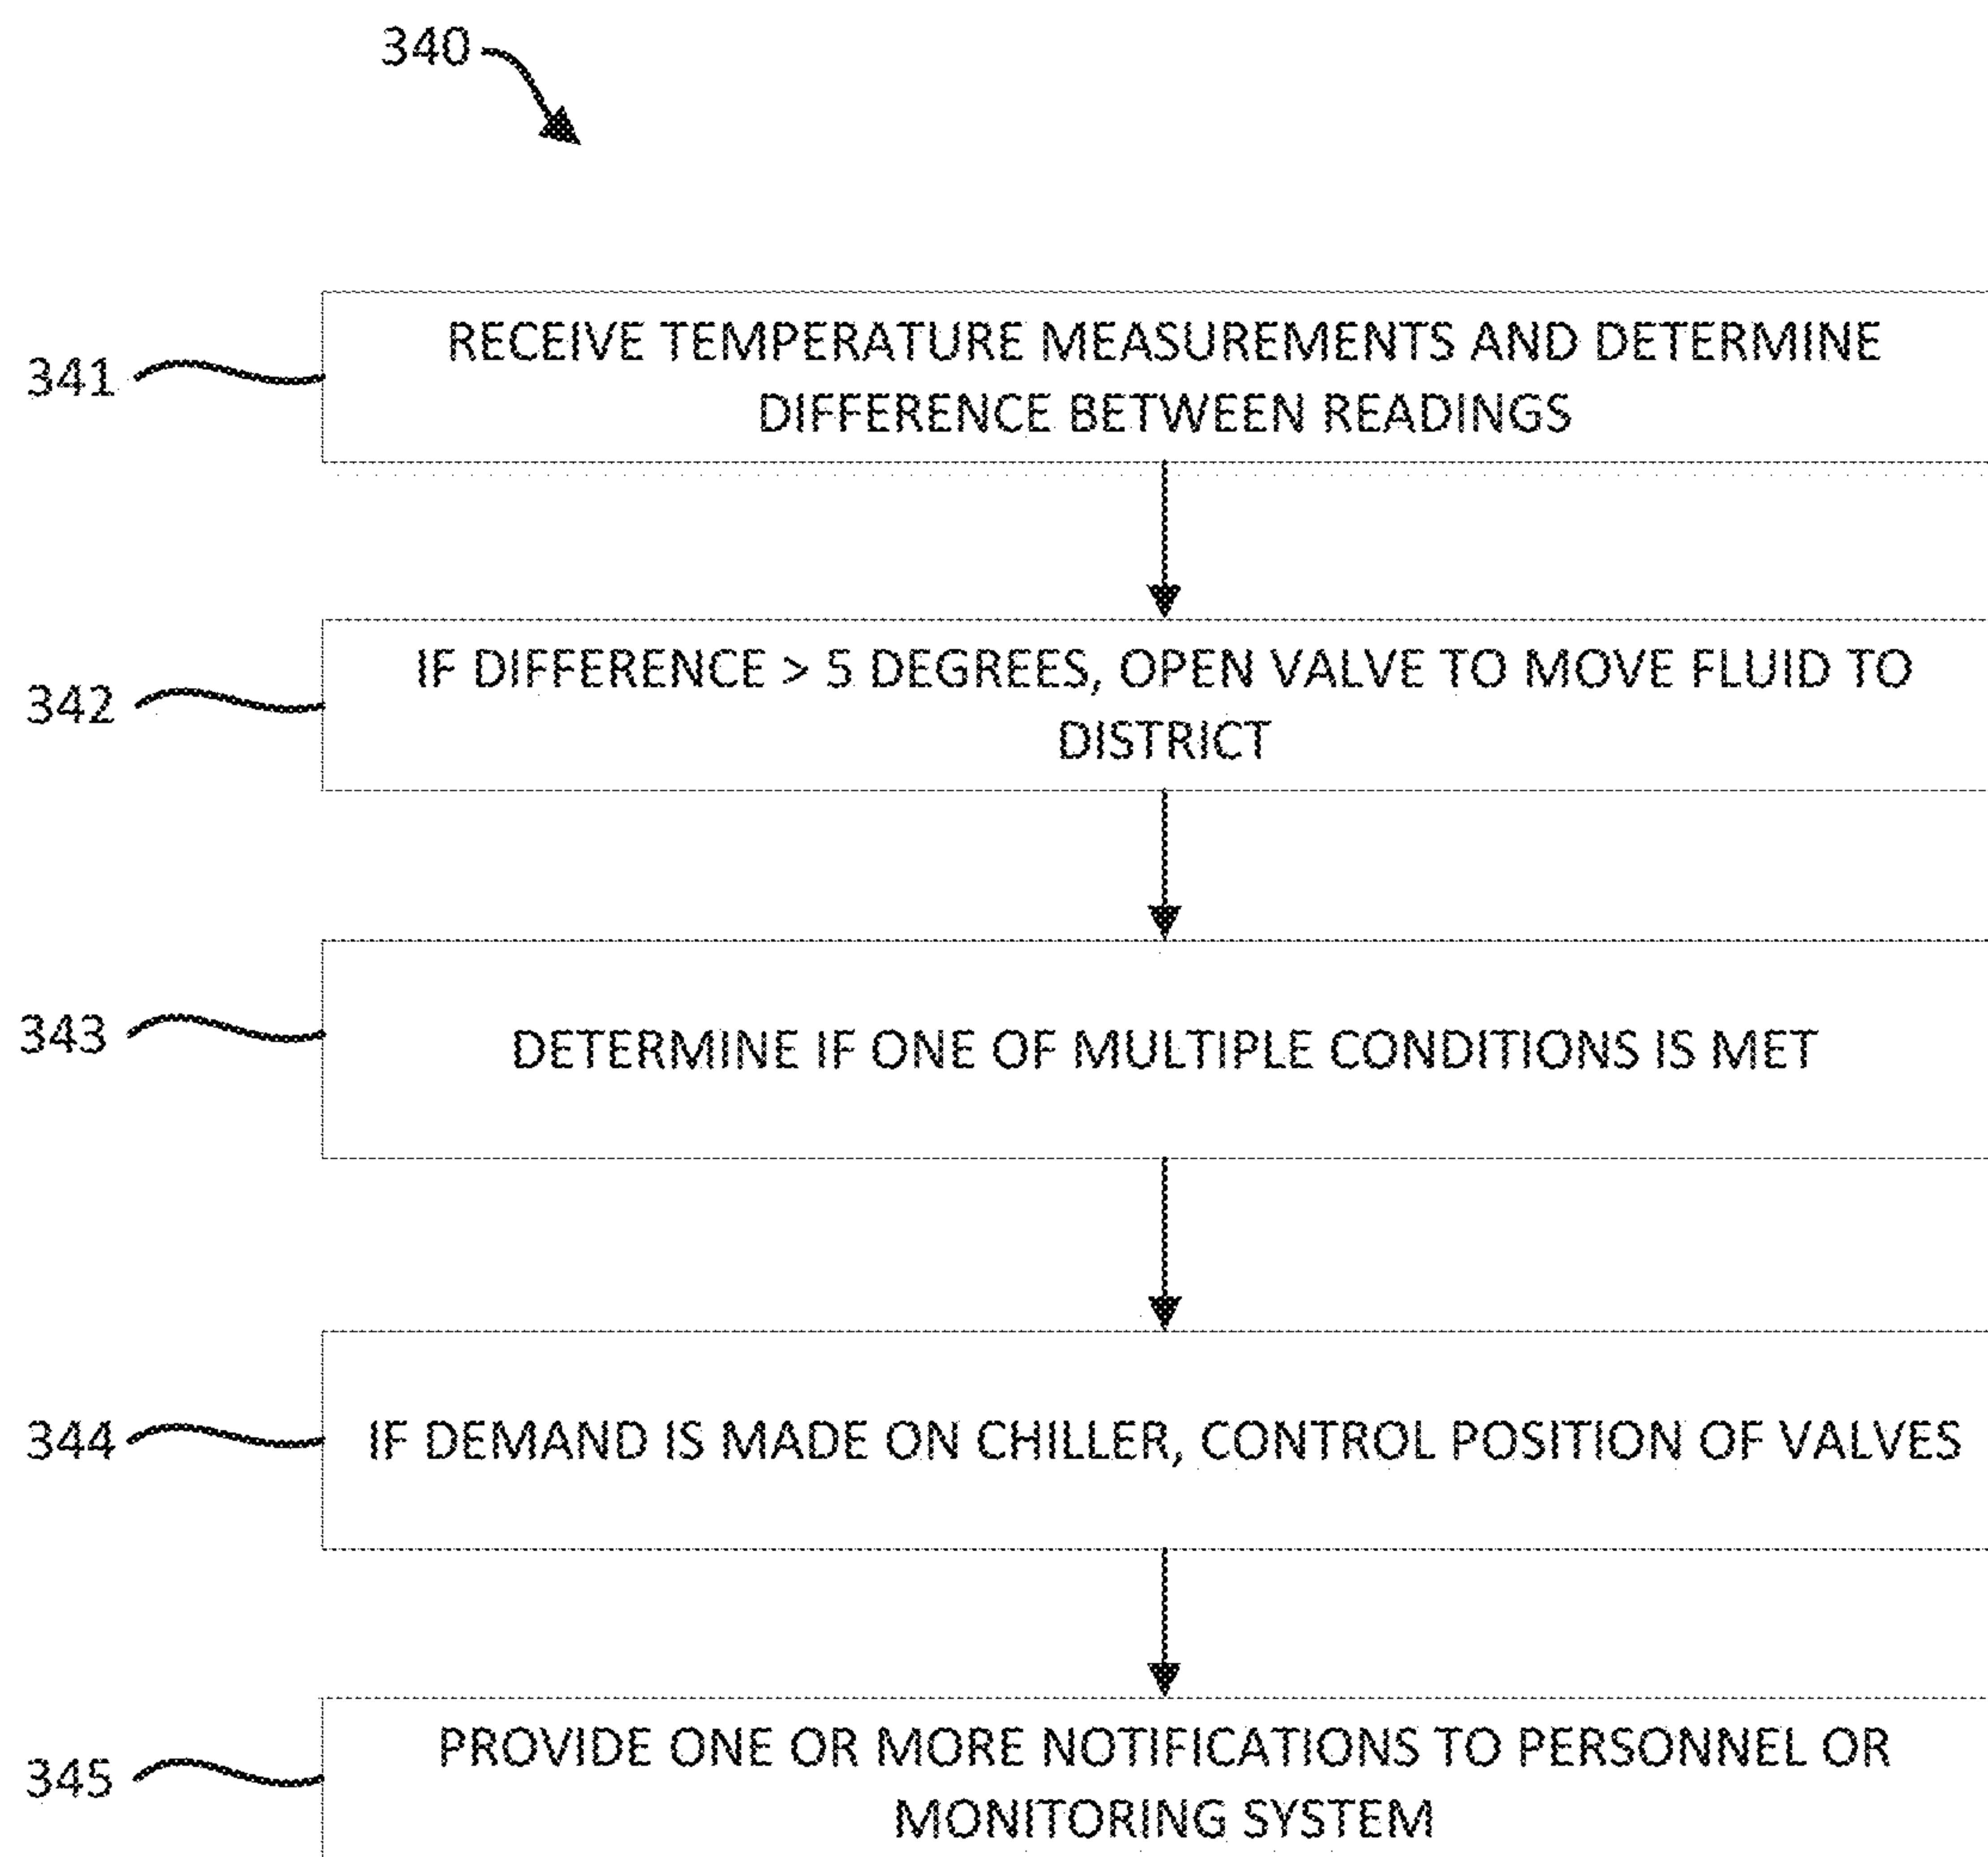 340
341
RECEIVE TEMPERATURE MEASUREMENTS AND DETERMINE
DIFFERENCE BETWEEN READINGS
342
IF DIFFERENCE > 5 DEGREES, OPEN VALVE TO MOVE FLUID TO
DISTRICT
343
DETERMINE IF ONE OF MULTIPLE CONDITIONS IS MET
344
IF DEMAND IS MADE ON CHILLER, CONTROL POSITION OF VALVES
345
PROVIDE ONE OR MORE NOTIFICATIONS TO PERSONNEL OR
MONITORING SYSTEM